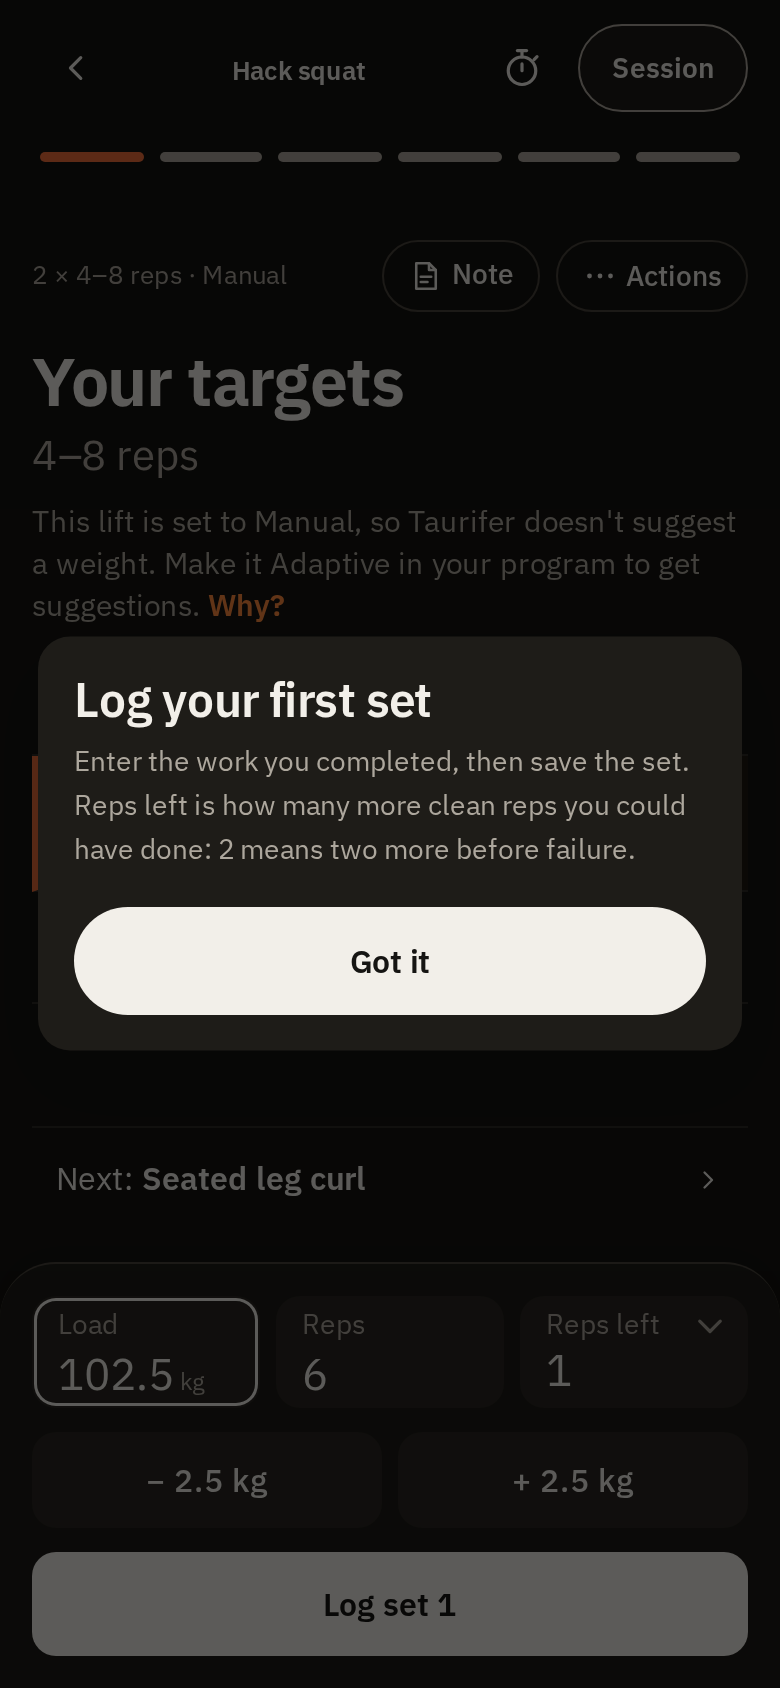 Hack squat
Session
2 × 4–8 reps · Manual
Note
Actions
Your targets
4–8 reps
This lift is set to Manual, so Taurifer doesn't suggest
a weight. Make it Adaptive in your program to get
suggestions. Why?
Log your first set
Enter the work you completed, then save the set.
Reps left is how many more clean reps you could
have done: 2 means two more before failure.
Got it
Next: Seated leg curl
Load
102.5 kg
Reps
6
Reps left
1
– 2.5 kg
+ 2.5 kg
Log set 1